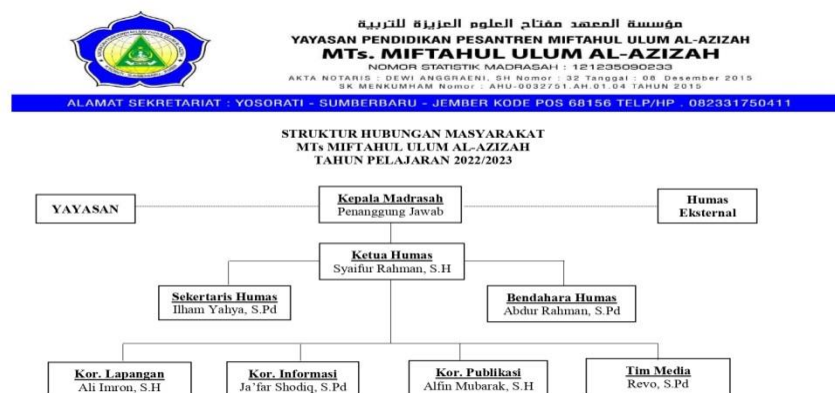 مؤسسة المعهد مفتاح العلوم العزيزة للتربية
YAYASAN PENDIDIKAN PESANTREN MIFTAHUL ULUM AL-AZIZAH
MTs. MIFTAHUL ULUM AL-AZIZAH
NOMOR STATISTIK MADRASAH : 121235090233
AKTA NOTARIS : DEWI ANGGRAENI, SH Nomor : 32 Tanggal : 08 Desember 2015
SK MENKUMHAM Nomor : AHU-0032751.AH.01.04 TAHUN 2015
ALAMAT SEKRETARIAT : YOSORATI - SUMBERBARU - JEMBER KODE POS 68156 TELP/HP . 082331750411
STRUKTUR HUBUNGAN MASYARAKAT
MTs MIFTAHUL ULUM AL-AZIZAH
TAHUN PELAJARAN 2022/2023
YAYASAN
Kepala Madrasah
Penanggung Jawab
Humas
Eksternal
Ketua Humas
Syaifur Rahman, S.H
Sekertaris Humas
Ilham Yahya, S.Pd
Bendahara Humas
Abdur Rahman, S.Pd
Kor. Lapangan
Ali Imron, S.H
Kor. Informasi
Ja'far Shodiq, S.Pd
Kor. Publikasi
Alfin Mubarak, S.H
Tim Media
Revo, S.Pd